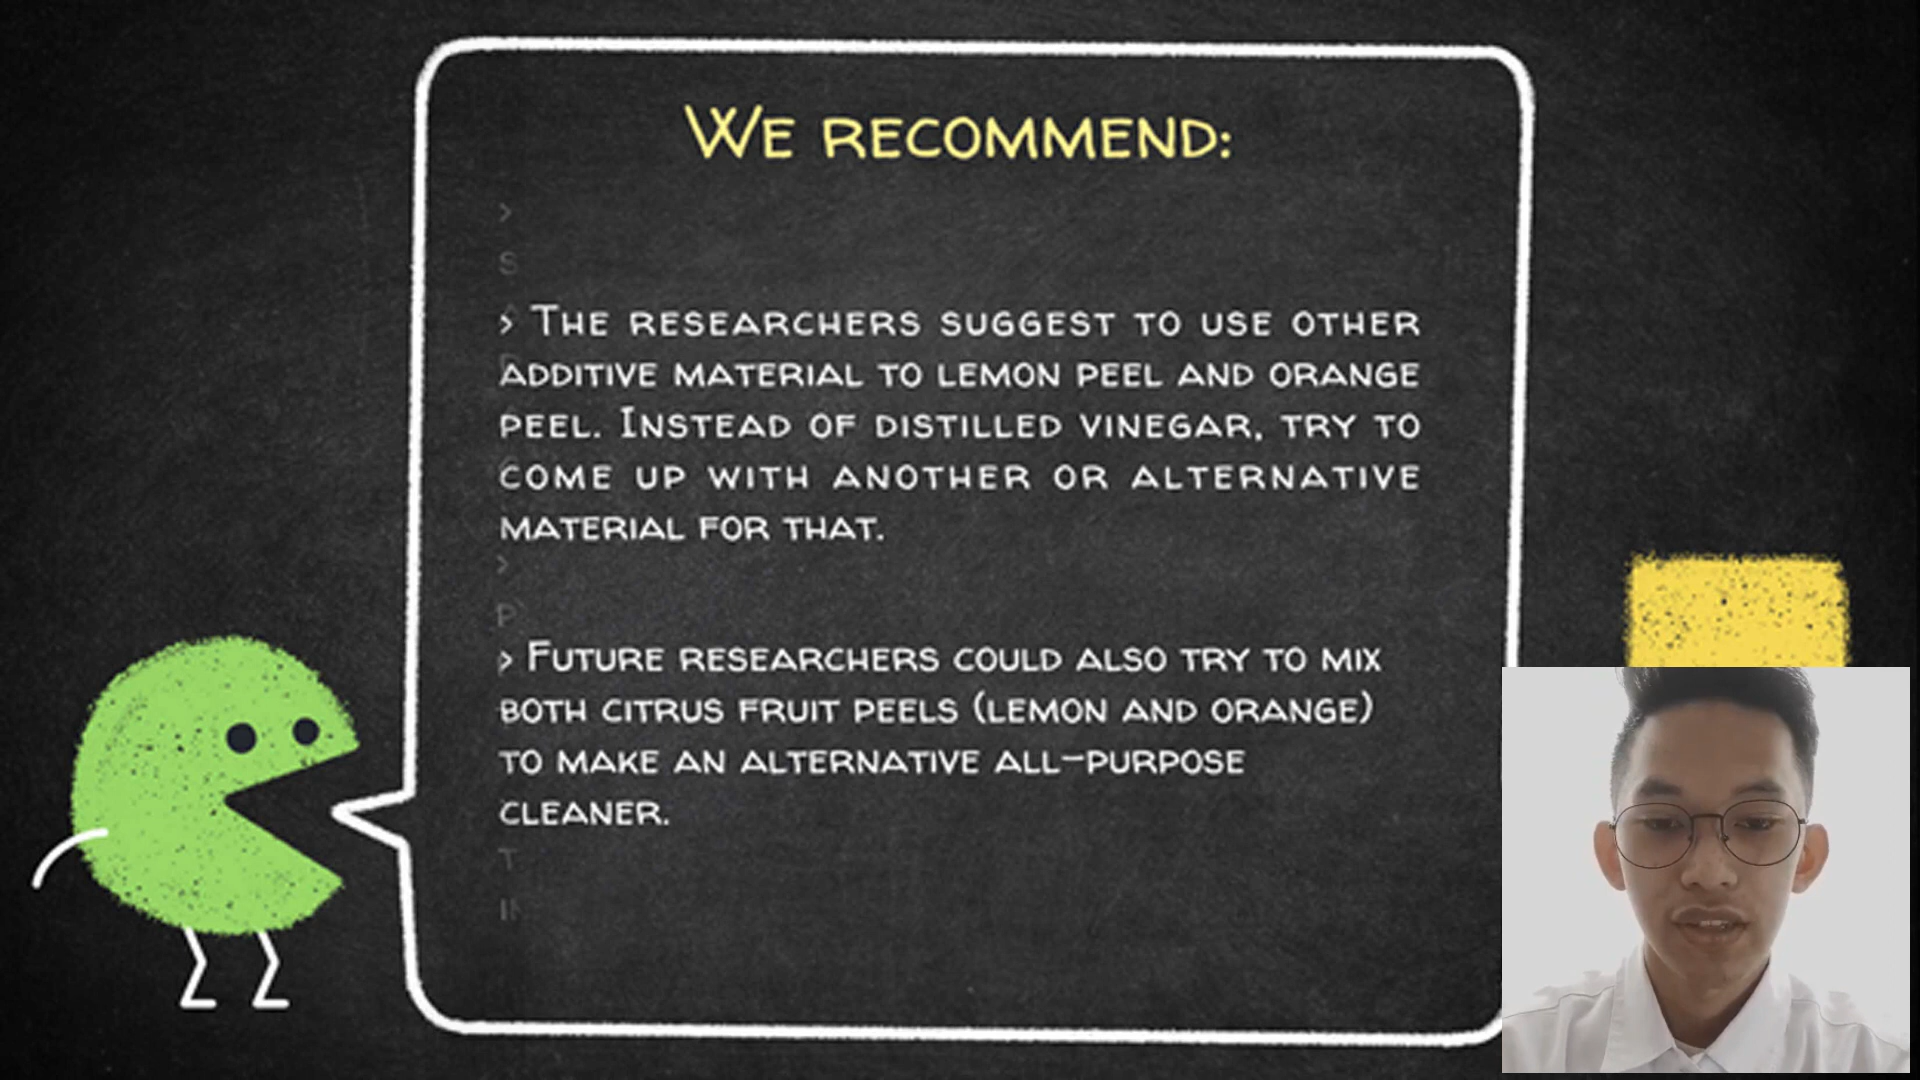 We recommend:
>
S
> The researchers suggest to use other
additive material to lemon peel and orange
peel. Instead of distilled vinegar, try to
come up with another or alternative
material for that.
>
P
> Future researchers could also try to mix
both citrus fruit peels (lemon and orange)
to make an alternative all-purpose
cleaner.
T